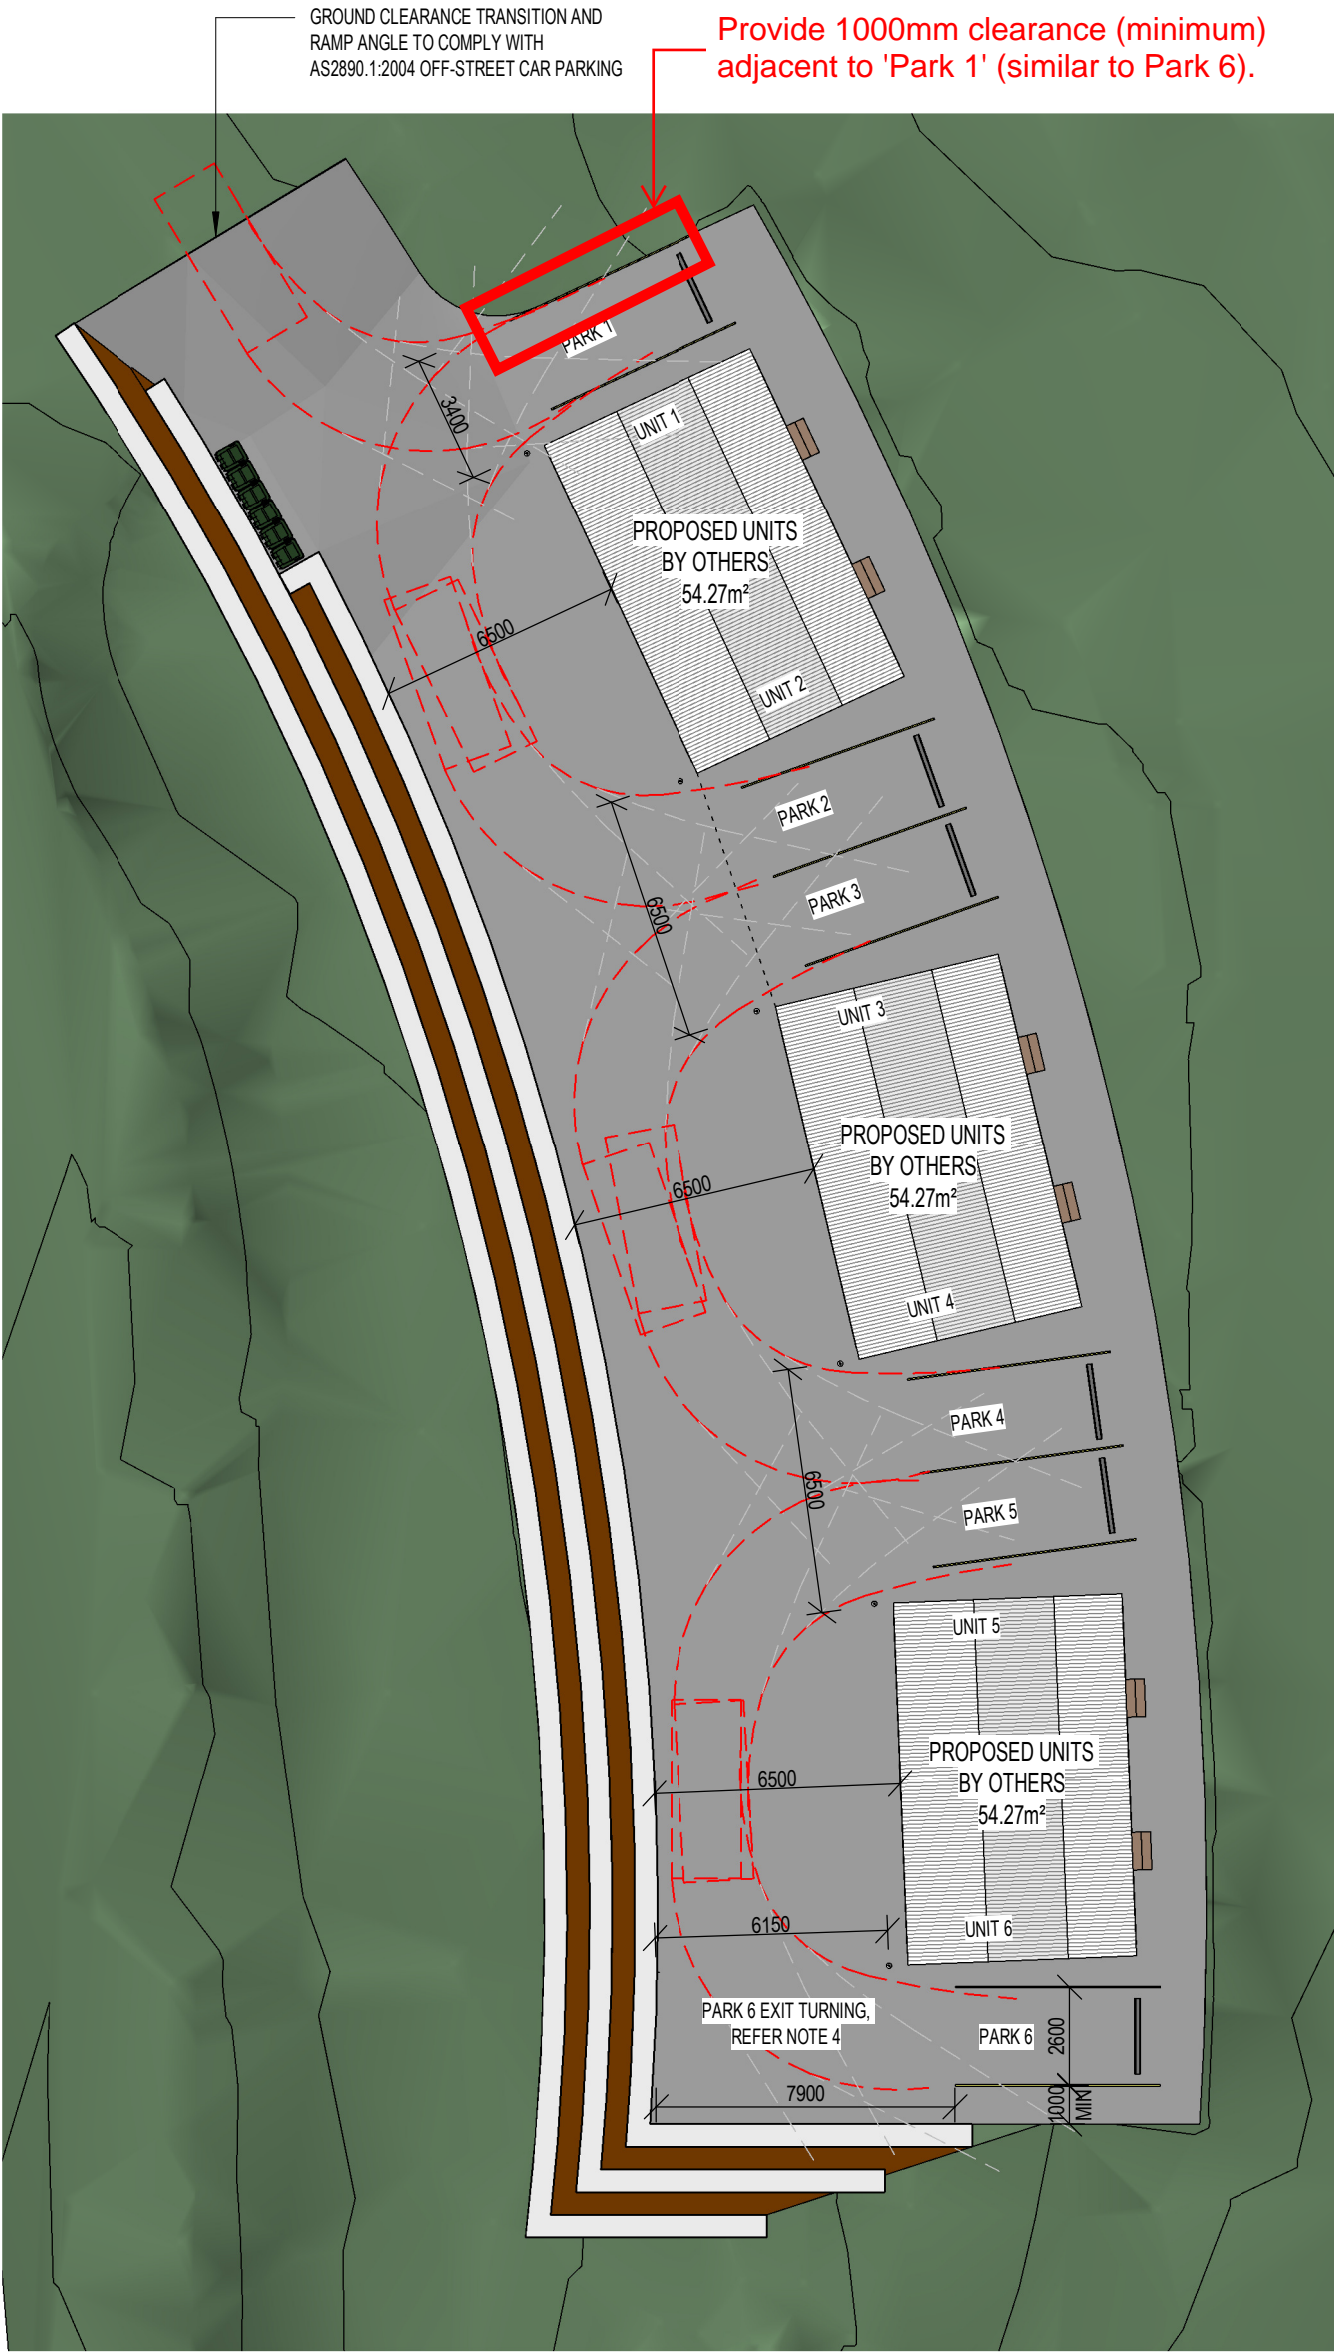 GROUND CLEARANCE TRANSITION AND
RAMP ANGLE TO COMPLY WITH
AS2890.1:2004 OFF-STREET CAR PARKING
Provide 1000mm clearance (minimum)
adjacent to 'Park 1' (similar to Park 6).
PARK 1
3400
UNIT 1
PROPOSED UNITS
BY OTHERS
54.27m²
6500
UNIT 2
PARK 2
PARK 3
6500
UNIT 3
PROPOSED UNITS
BY OTHERS
54.27m²
6500
UNIT 4
PARK 4
6500
PARK 5
UNIT 5
PROPOSED UNITS
BY OTHERS
54.27m²
6500
6150
UNIT 6
PARK 6 EXIT TURNING,
REFER NOTE 4
PARK 6
2600
7900
1000
MIN